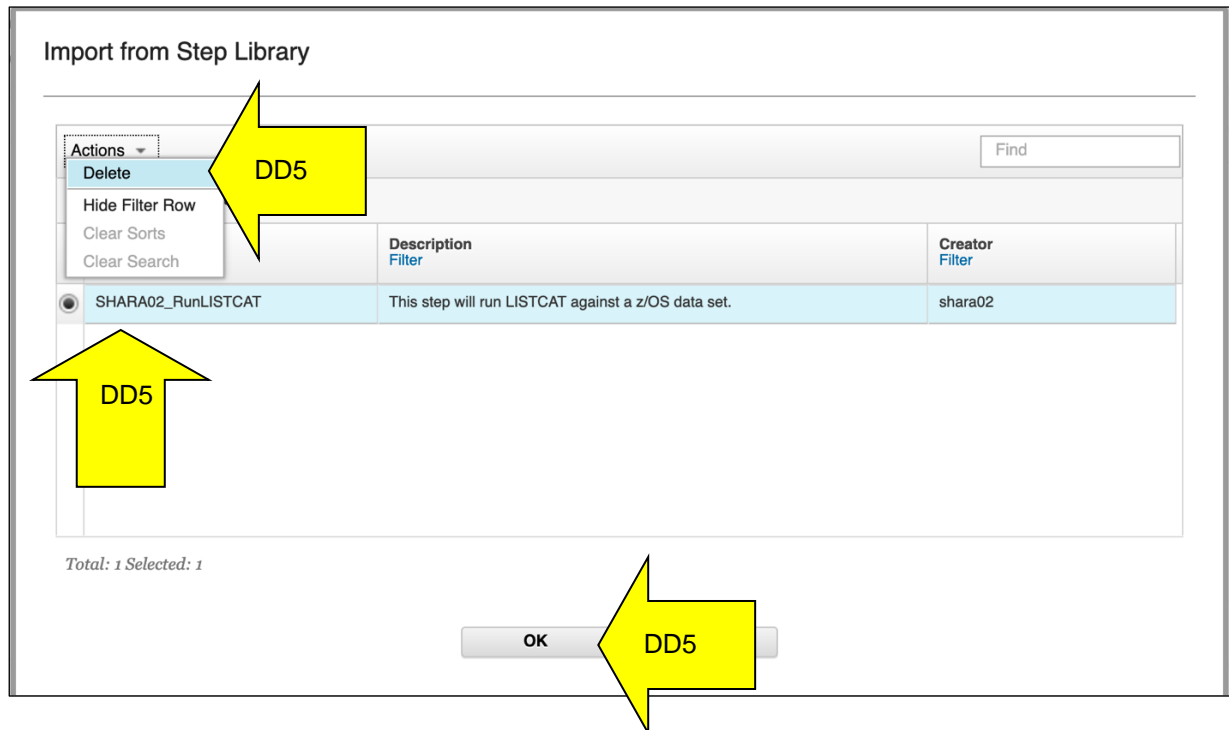 Import from Step Library
Actions
Find
Delete
DD5
Hide Filter Row
Clear Sorts
Clear Search
Description
Filter
Creator
Filter
SHARA02_RunLISTCAT
This step will run LISTCAT against a z/OS data set.
shara02
DD5
Total: 1 Selected: 1
OK
DD5